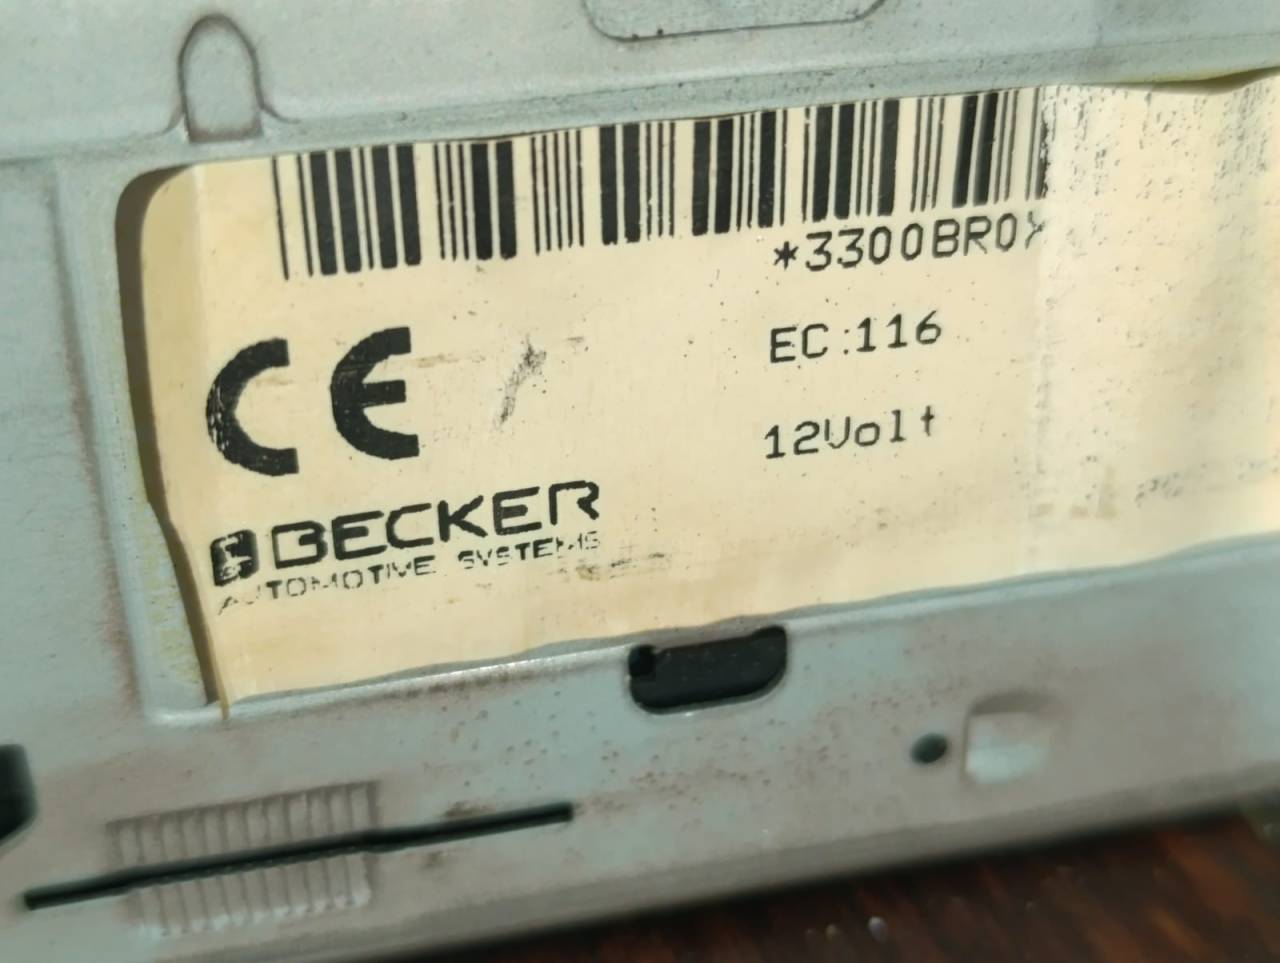 *3300BR0
EC:116
12Volt
CE
BECKER
AUTOMOTIVE SYSTEMS